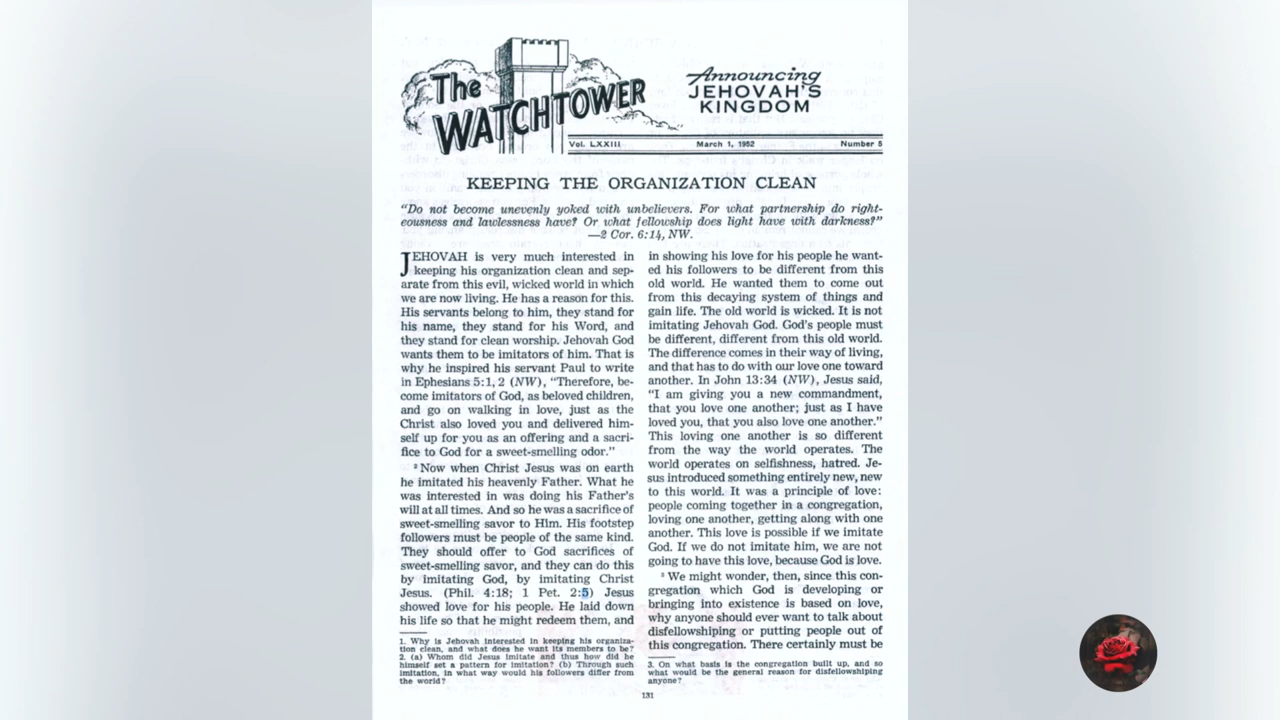 The
WATCHTOWER
Announcing
JEHOVAH'S
KINGDOM
Vol. LXXIII March 1, 1952 Number 5
KEEPING THE ORGANIZATION CLEAN
"Do not become unevenly yoked with unbelievers. For what partnership do right-
eousness and lawlessness have? Or what fellowship does light have with darkness?"
—2 Cor. 6:14, NW.
JEHOVAH is very much interested in
keeping his organization clean and sep-
arate from this evil, wicked world in which
we are now living. He has a reason for this.
His servants belong to him, they stand for
his name, they stand for his Word, and
they stand for clean worship. Jehovah God
wants them to be imitators of him. That is
why he inspired his servant Paul to write
in Ephesians 5:1, 2 (NW), "Therefore, be-
come imitators of God, as beloved children,
and go on walking in love, just as the
Christ also loved you and delivered him-
self up for you as an offering and a sacri-
fice to God for a sweet-smelling odor."
² Now when Christ Jesus was on earth
he imitated his heavenly Father. What he
was interested in was doing his Father's
will at all times. And so he was a sacrifice of
sweet-smelling savor to Him. His footstep
followers must be people of the same kind.
They should offer to God sacrifices of
sweet-smelling savor, and they can do this
by imitating God, by imitating Christ
Jesus. (Phil. 4:18; 1 Pet. 2:5) Jesus
showed love for his people. He laid down
his life so that he might redeem them, and
1. Why is Jehovah interested in keeping his organiza-
tion clean, and what does he want its members to be?
2. (a) Whom did Jesus imitate and thus how did he
himself set a pattern for imitation? (b) Through such
imitation, in what way would his followers differ from
the world?
in showing his love for his people he want-
ed his followers to be different from this
old world. He wanted them to come out
from this decaying system of things and
gain life. The old world is wicked. It is not
imitating Jehovah God. God's people must
be different, different from this old world.
The difference comes in their way of living,
and that has to do with our love one toward
another. In John 13:34 (NW), Jesus said,
"I am giving you a new commandment,
that you love one another; just as I have
loved you, that you also love one another."
This loving one another is so different
from the way the world operates. The
world operates on selfishness, hatred. Je-
sus introduced something entirely new, new
to this world. It was a principle of love:
people coming together in a congregation,
loving one another, getting along with one
another. This love is possible if we imitate
God. If we do not imitate him, we are not
going to have this love, because God is love.
³ We might wonder, then, since this con-
gregation which God is developing or
bringing into existence is based on love,
why anyone should ever want to talk about
disfellowshiping or putting people out of
this congregation. There certainly must be
3. On what basis is the congregation built up, and so
what would be the general reason for disfellowshiping
anyone?
131